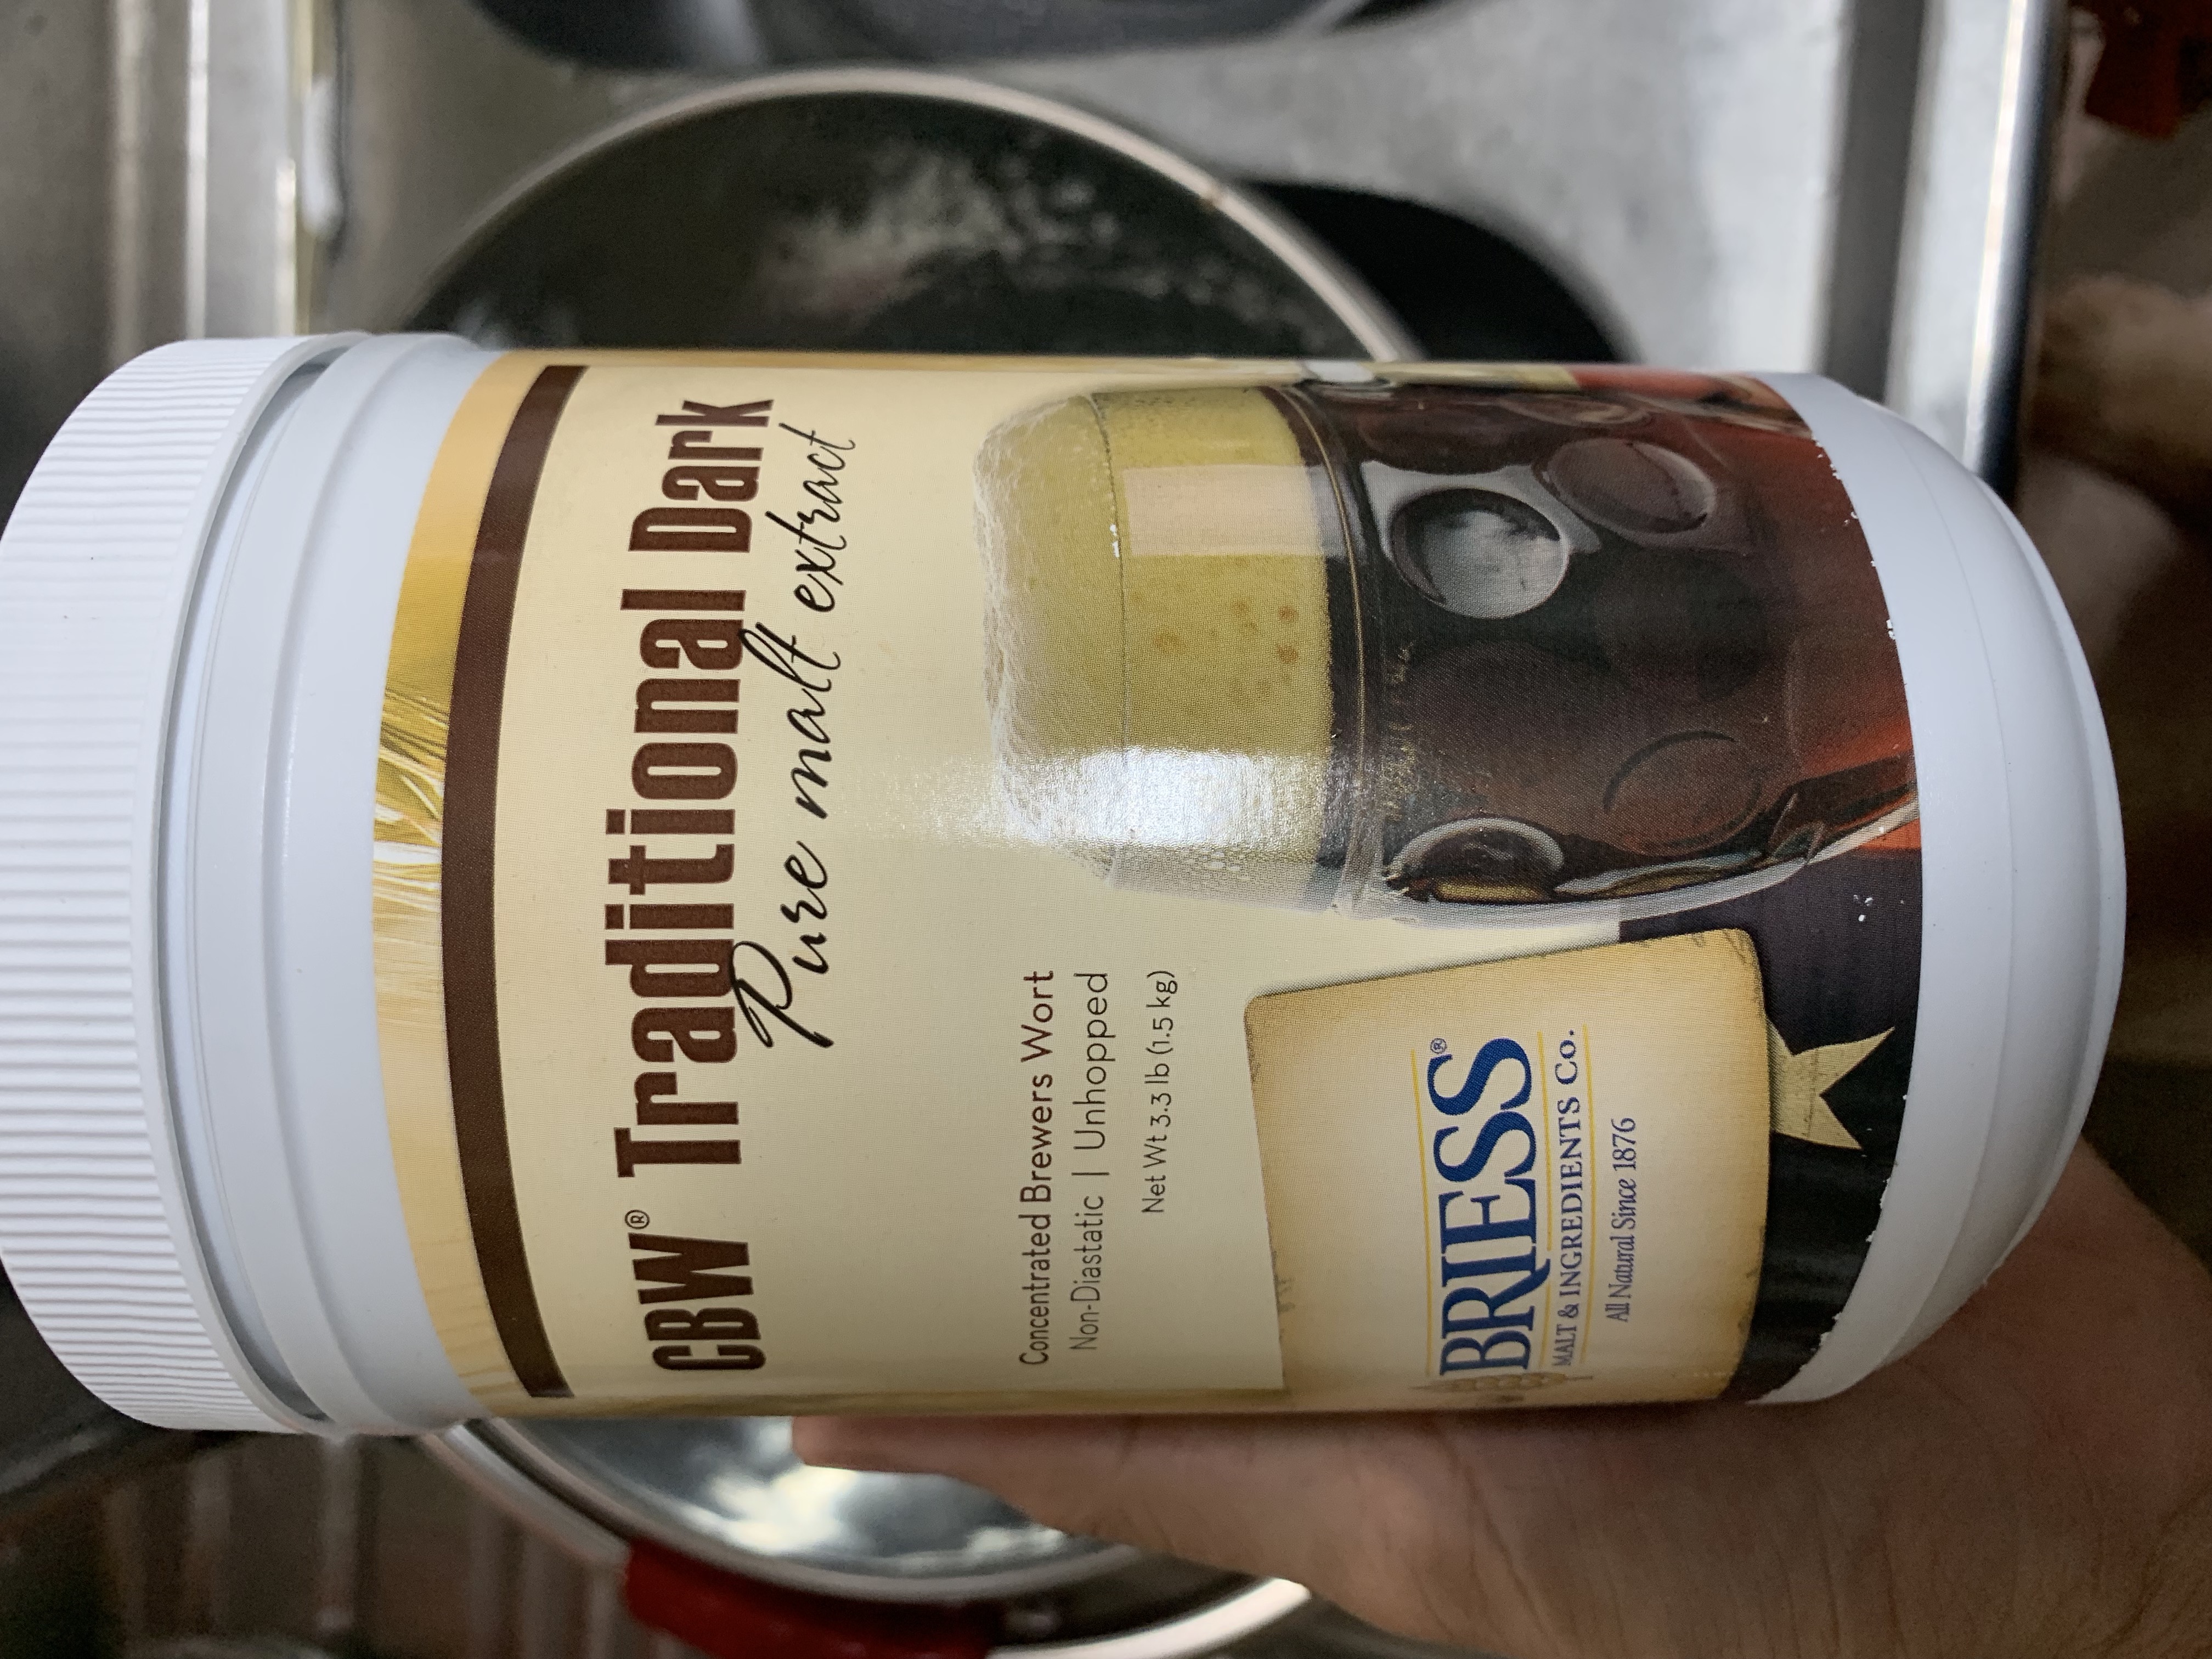 CBW® Traditional Dark
Pure malt extract
Concentrated Brewers Wort
Non-Diastatic | Unhopped
Net Wt 3.3 lb (1.5 kg)
BRIESS®
MALT & INGREDIENTS Co.
All Natural Since 1876